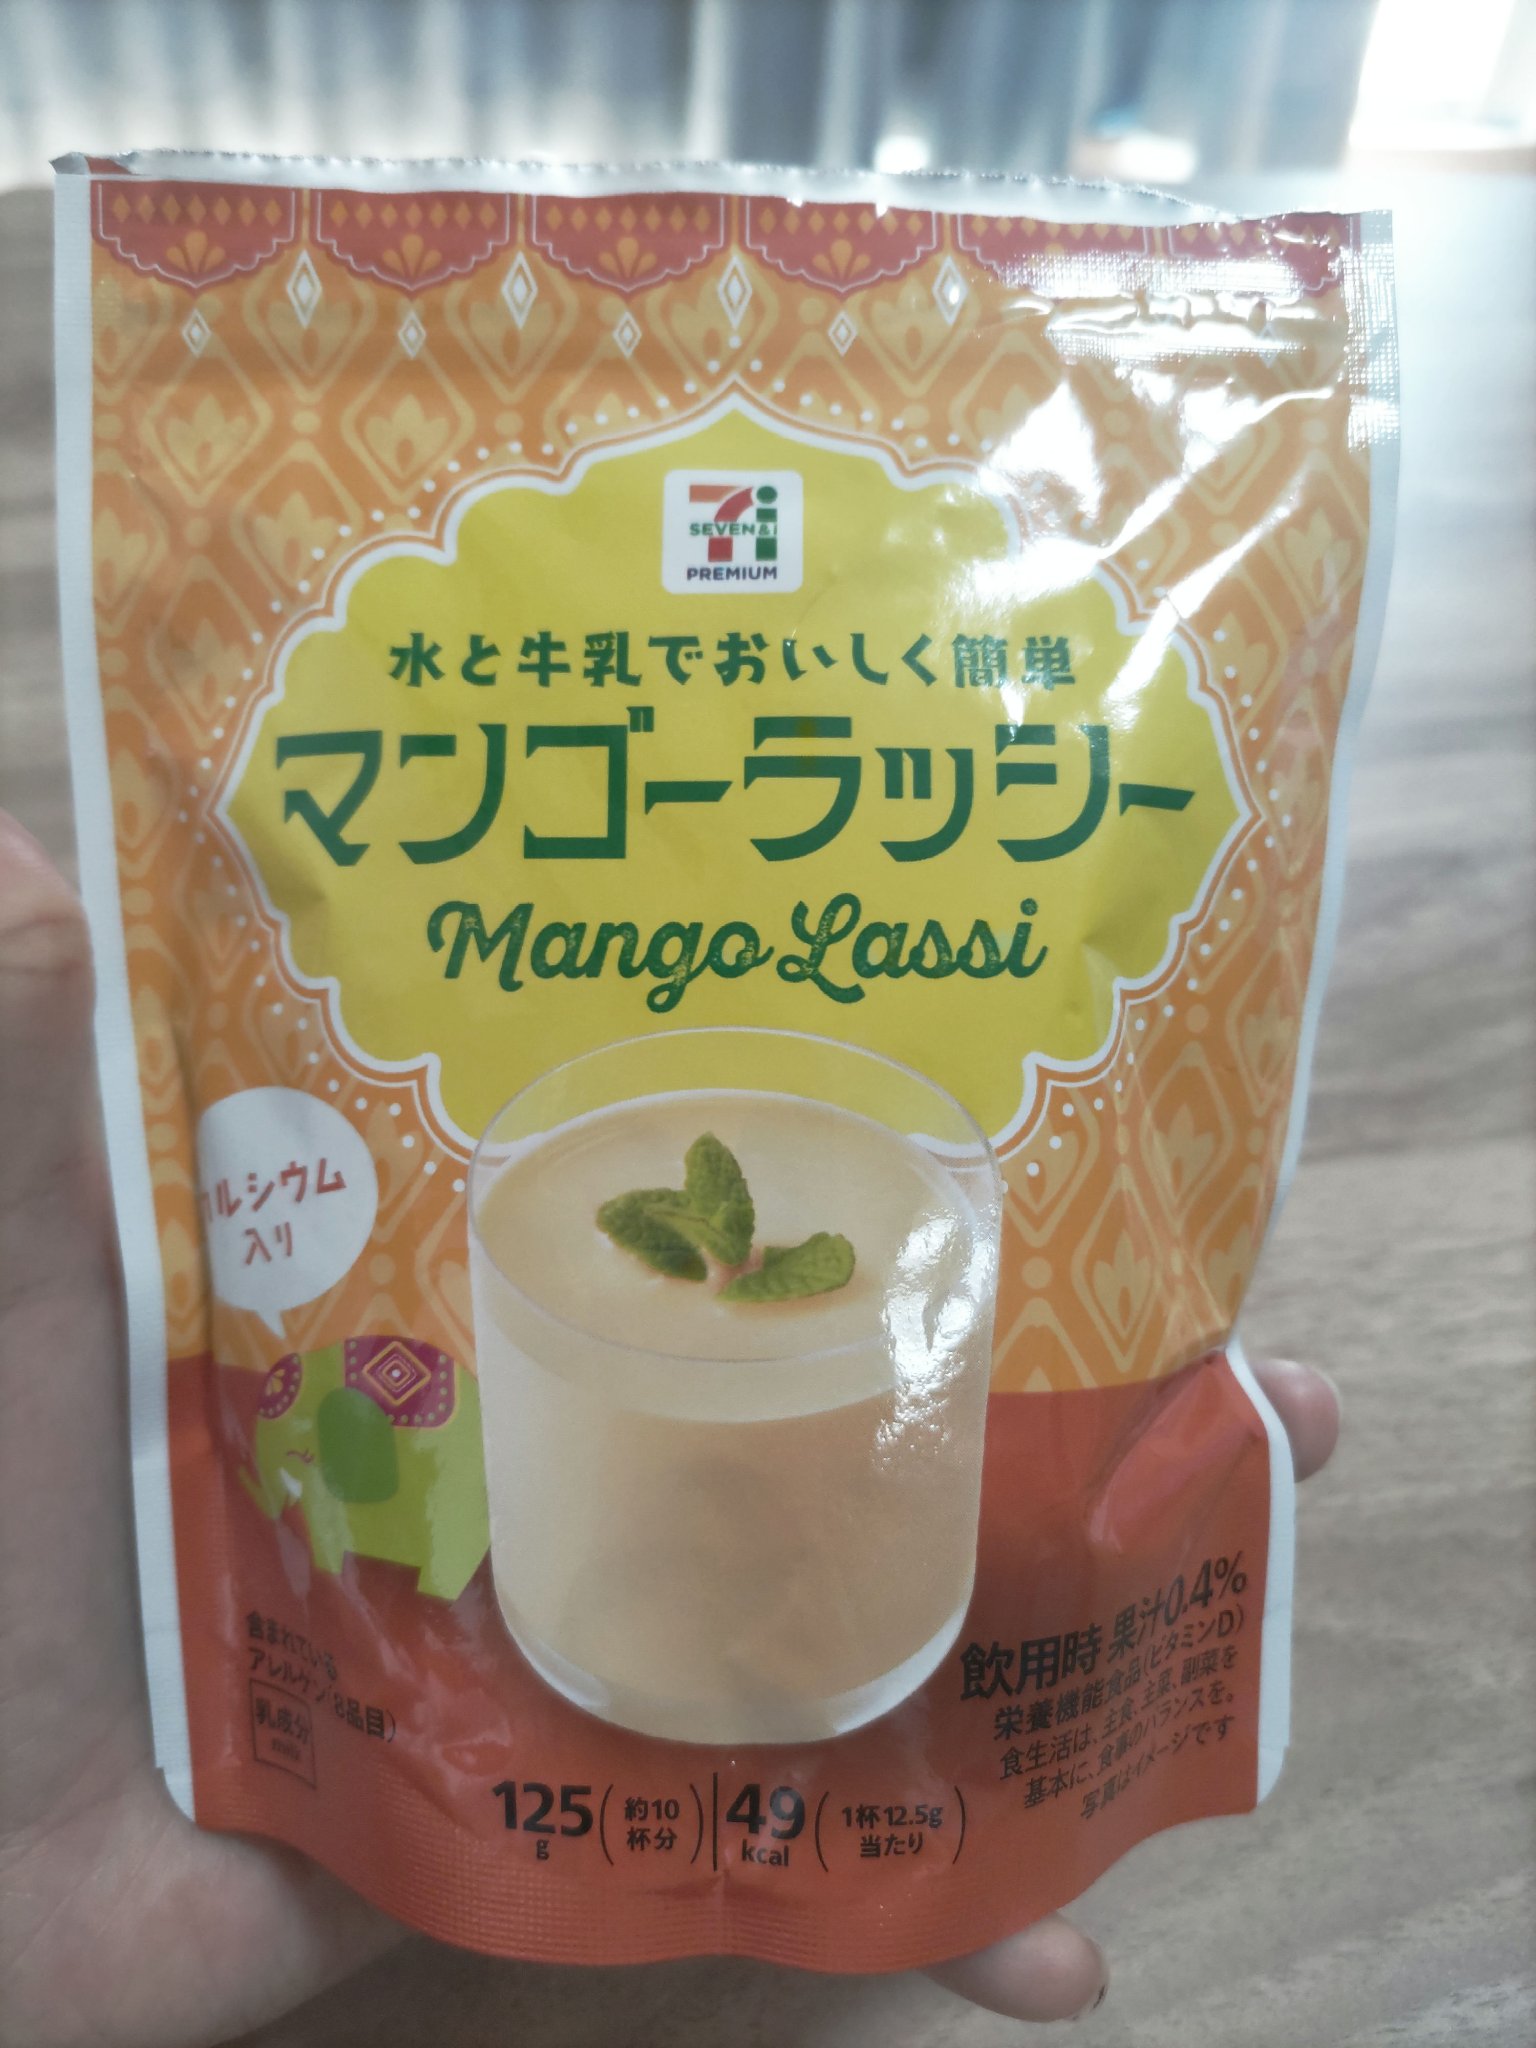 SEVEN&i
PREMIUM
水と牛乳でおいしく簡単
マンゴーラッシー
Mango Lassi
カルシウム
入り
含まれている
アレルゲン(8品目)
乳成分
milk
飲用時 果汁0.4%
栄養機能食品(ビタミンD)
食生活は、主食、主菜、副菜を
基本に、食事のバランスを。
写真はイメージです
125g(約10杯分) 49kcal(1杯12.5g当たり)